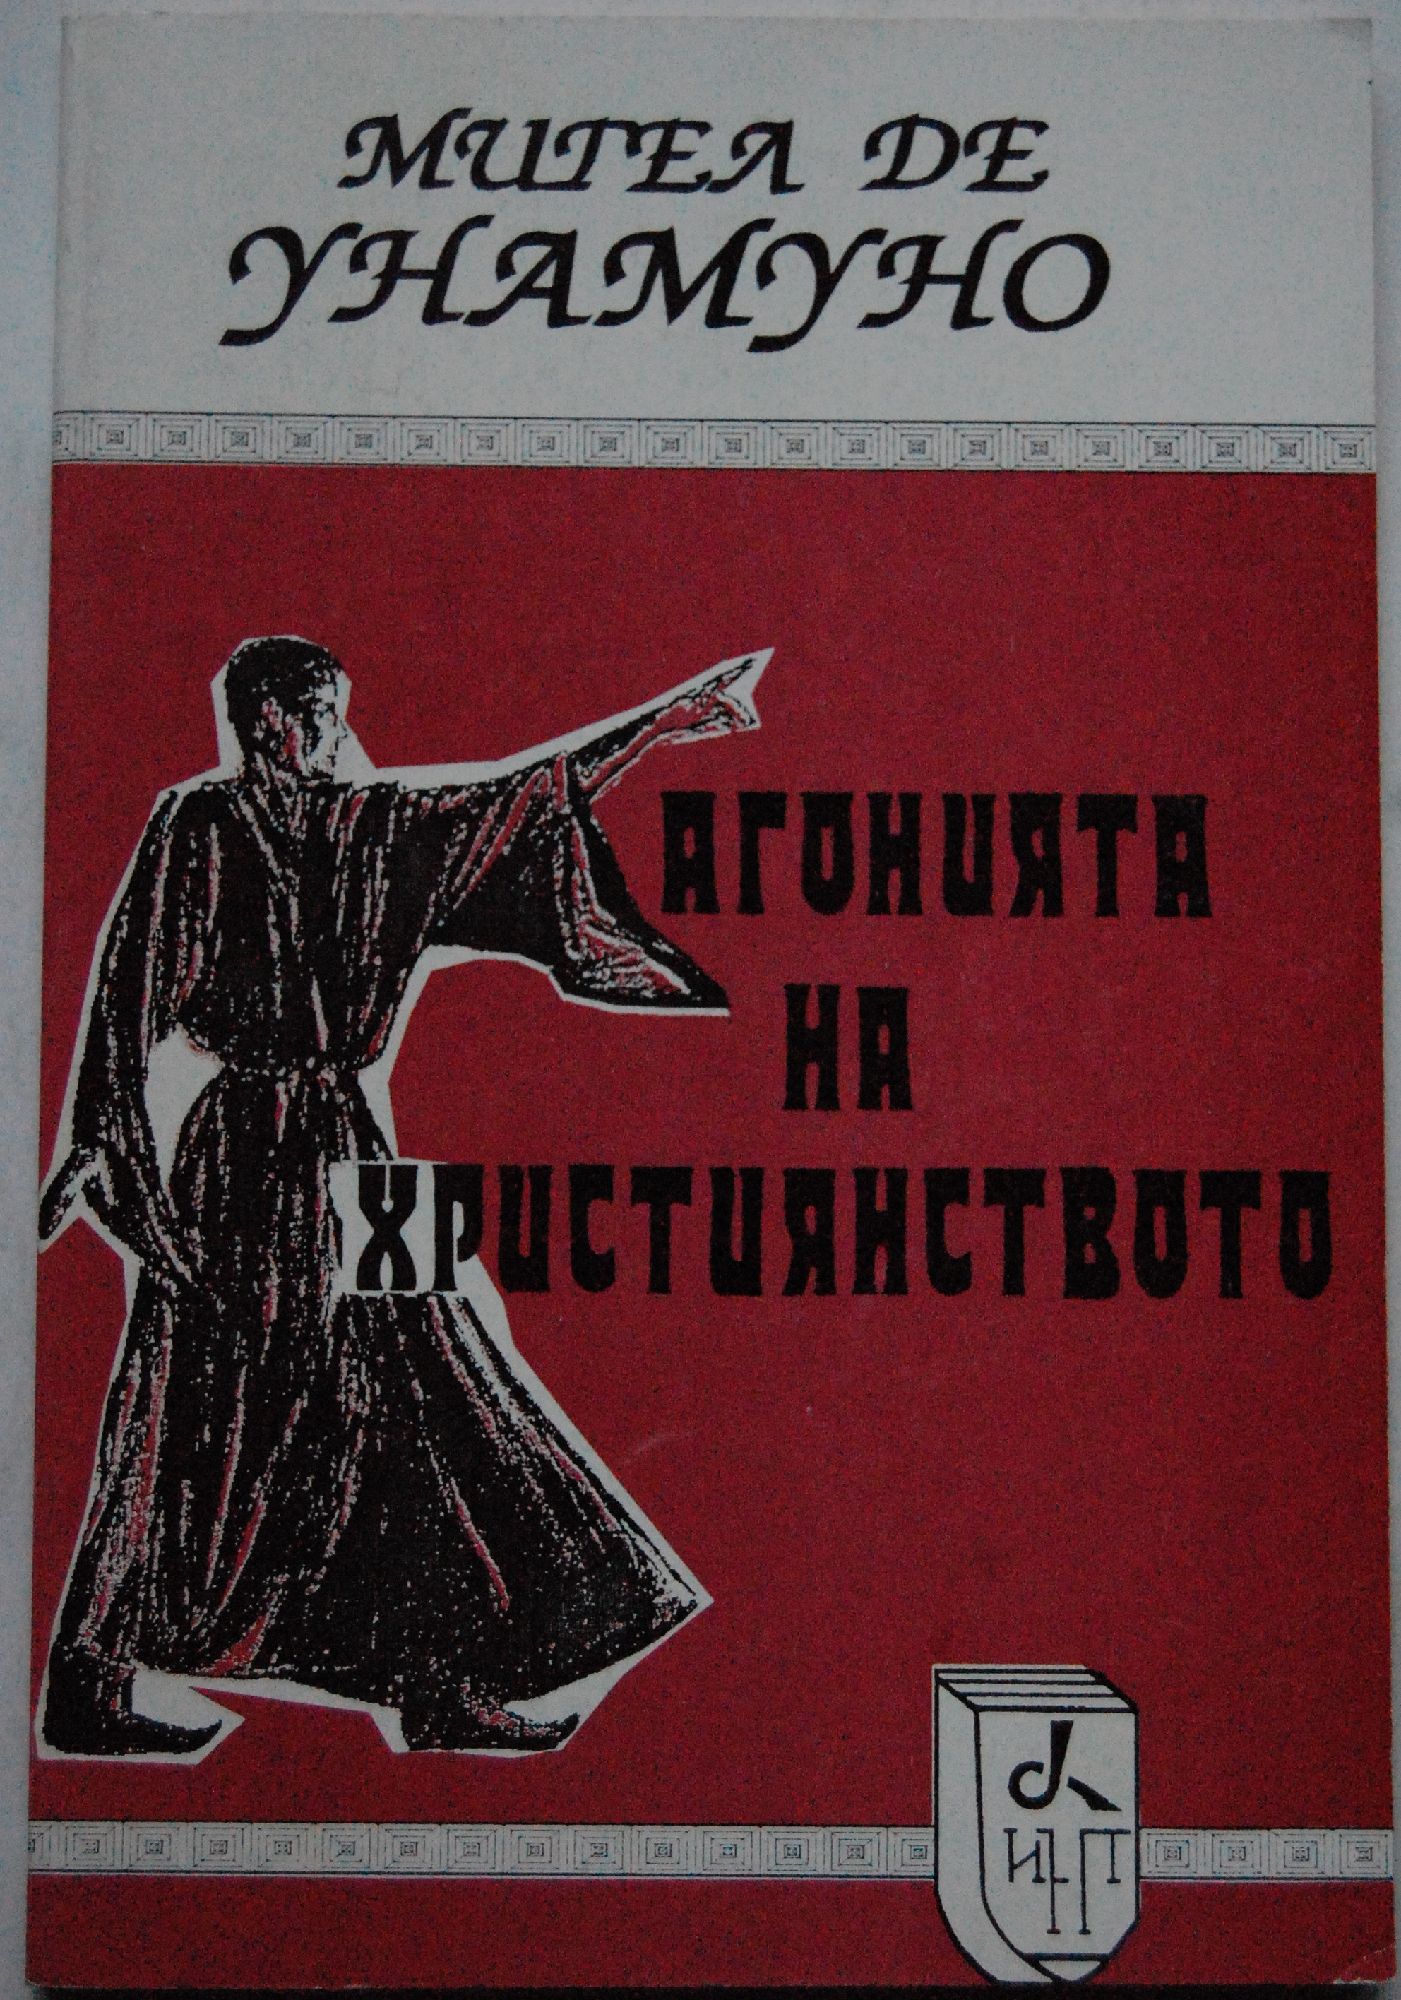 МИГЕЛ ДЕ
УНАМУНО
АГОНИЯТА
НА
ХРИСТИЯНСТВОТО